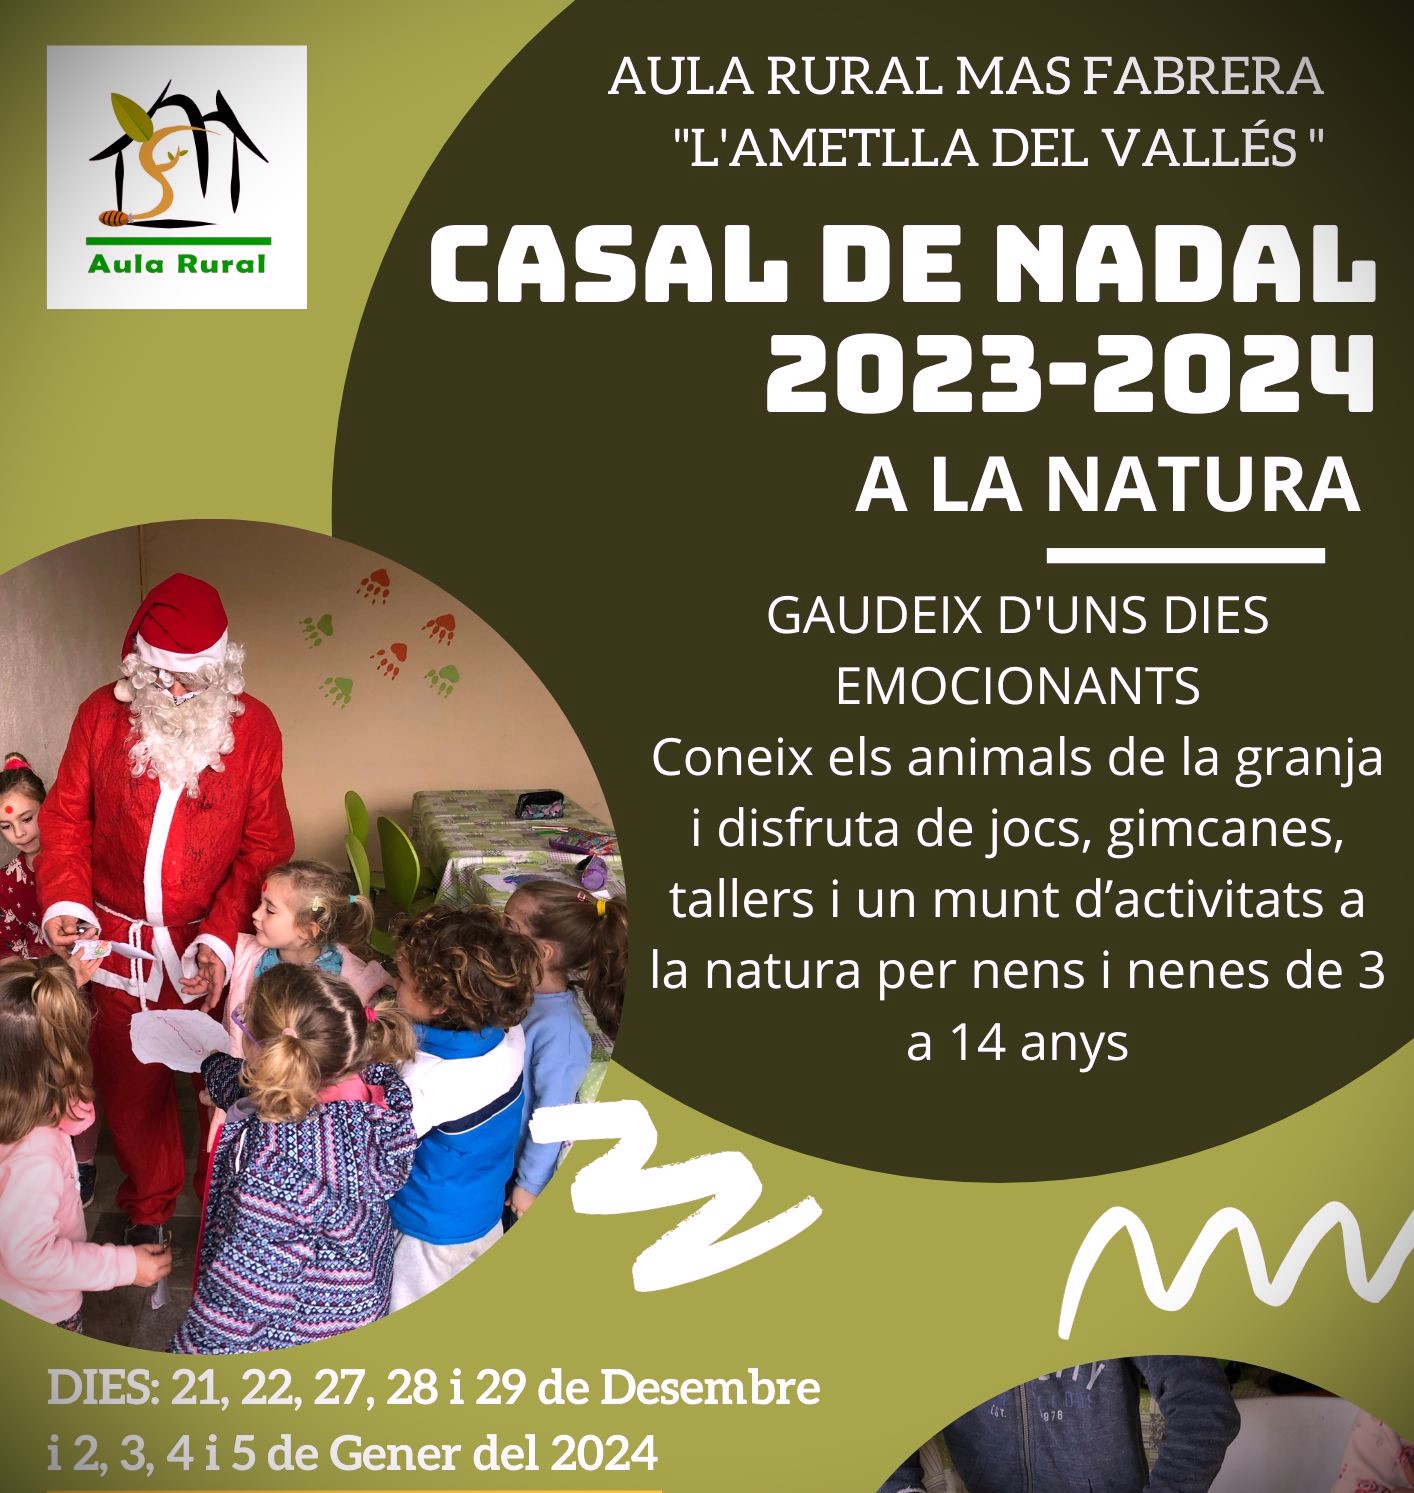 Aula Rural
AULA RURAL MAS FABRERA
"L'AMETLLA DEL VALLÉS "
CASAL DE NADAL
2023-2024
A LA NATURA
GAUDEIX D'UNS DIES
EMOCIONANTS
Coneix els animals de la granja
i disfruta de jocs, gimcanes,
tallers i un munt d’activitats a
la natura per nens i nenes de 3
a 14 anys
DIES: 21, 22, 27, 28 i 29 de Desembre
i 2, 3, 4 i 5 de Gener del 2024
EST.